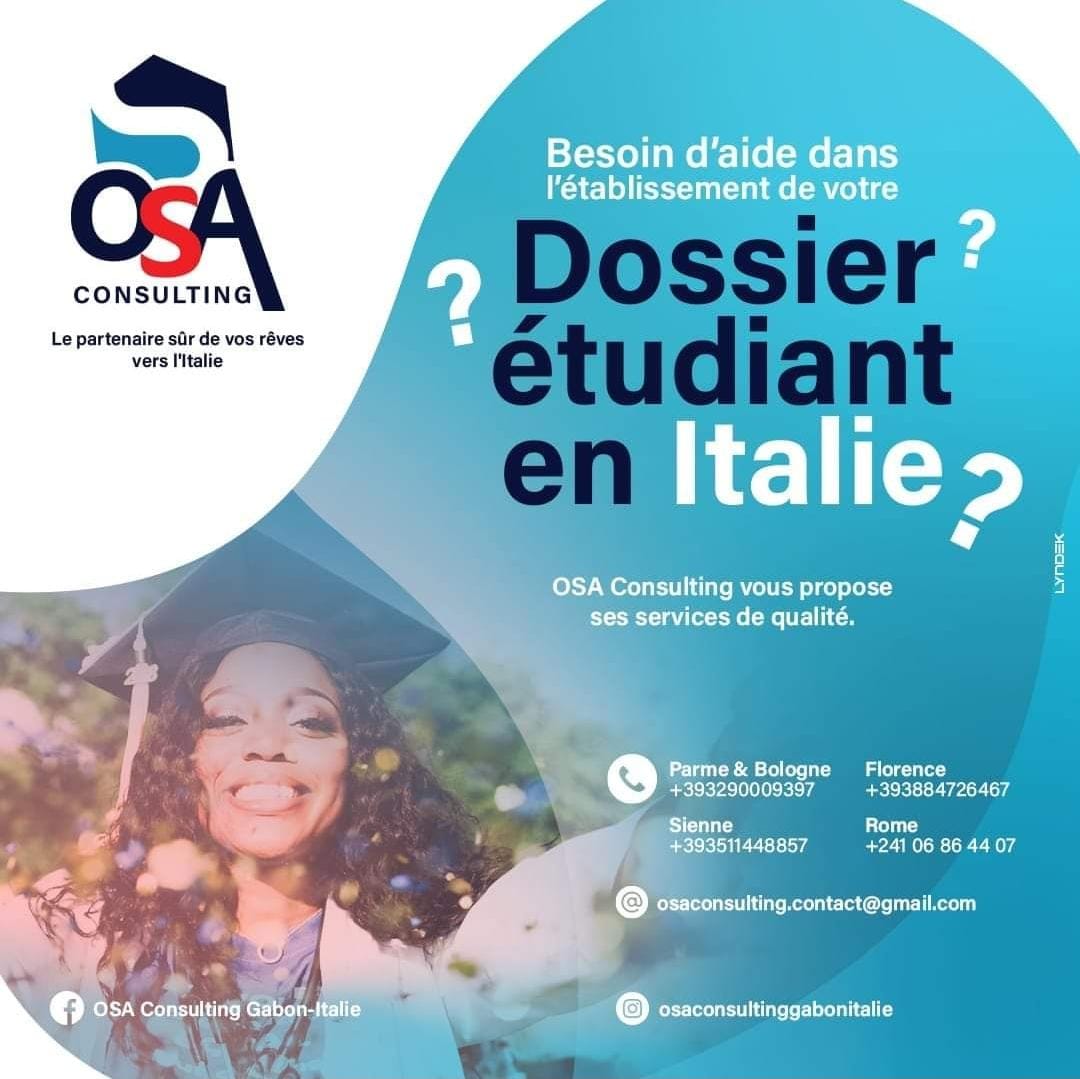 OSA
CONSULTING
Le partenaire sûr de vos rêves
vers l'Italie
Besoin d’aide dans
l’établissement de votre
? Dossier ?
étudiant
en Italie ?
LYNDEK
OSA Consulting vous propose
ses services de qualité.
Parme & Bologne
+393290009397
Florence
+393884726467
Sienne
+393511448857
Rome
+241 06 86 44 07
osaconsulting.contact@gmail.com
OSA Consulting Gabon-Italie
osaconsultinggabonitalie